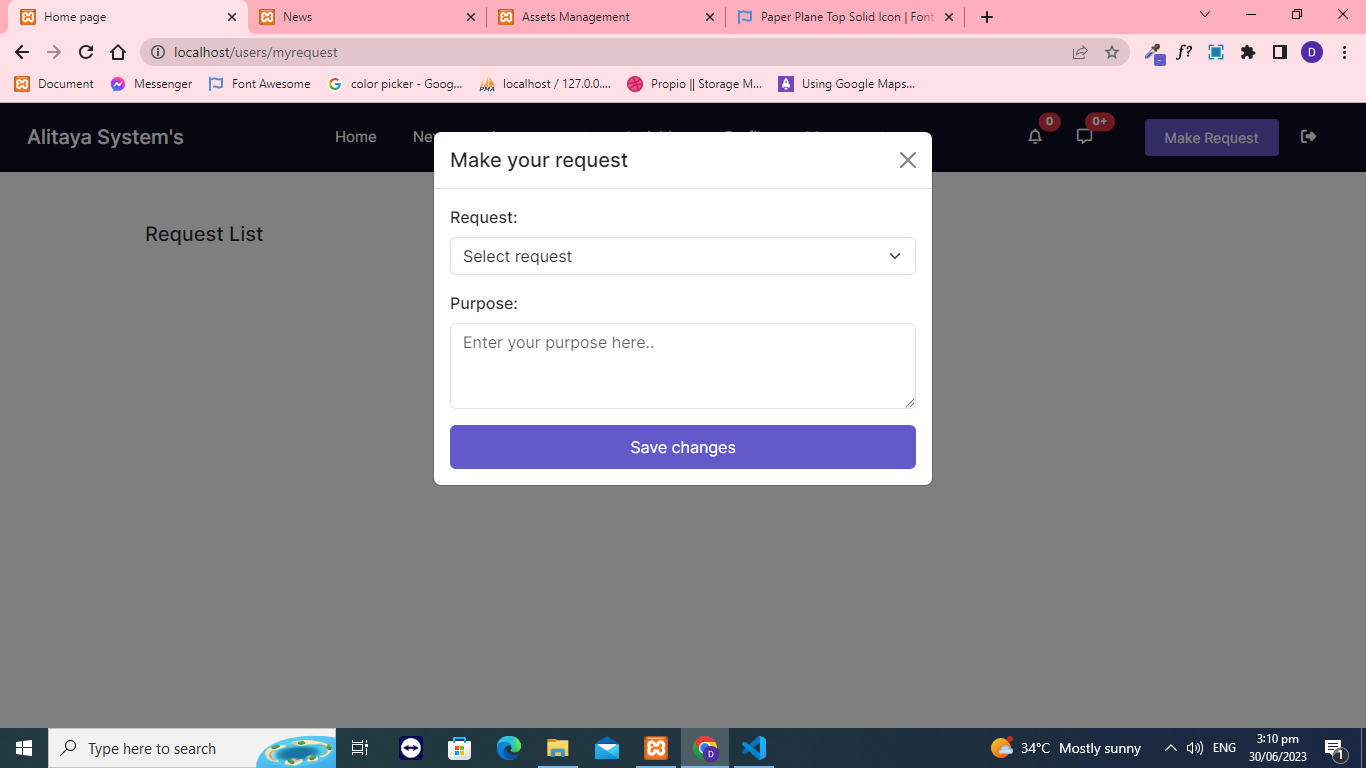 Home page
News
Assets Management
Paper Plane Top Solid Icon | Font
localhost/users/myrequest
f?
D
Document
Messenger
Font Awesome
color picker - Goog...
localhost / 127.0.0....
Propio || Storage M...
Using Google Maps...
Alitaya System's
Home
0
0+
Make Request
Make your request
Request List
Request:
Select request
Purpose:
Enter your purpose here..
Save changes
Type here to search
34°C Mostly sunny
ENG
3:10 pm
30/06/2023
1